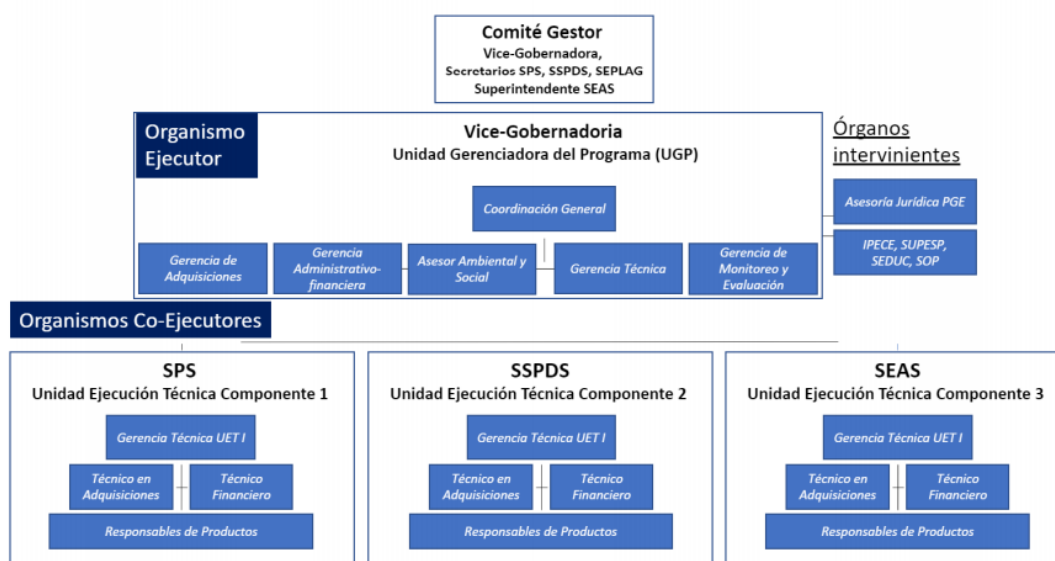 Comité Gestor
Vice-Gobernadora,
Secretarios SPS, SSPDS, SEPLAG
Superintendente SEAS
Organismo
Ejecutor
Vice-Gobernadoria
Unidad Gerenciadora del Programa (UGP)
Órganos
intervinientes
Coordinación General
Asesoría Jurídica PGE
IPECE, SUPESP,
SEDUC, SOP
Gerencia de
Adquisiciones
Gerencia
Administrativo-
financiera
Asesor Ambiental y
Social
Gerencia Técnica
Gerencia de
Monitoreo y
Evaluación
Organismos Co-Ejecutores
SPS
Unidad Ejecución Técnica Componente 1
Gerencia Técnica UET I
Técnico en
Adquisiciones
Técnico
Financiero
Responsables de Productos
SSPDS
Unidad Ejecución Técnica Componente 2
Gerencia Técnica UET I
Técnico en
Adquisiciones
Técnico
Financiero
Responsables de Productos
SEAS
Unidad Ejecución Técnica Componente 3
Gerencia Técnica UET I
Técnico en
Adquisiciones
Técnico
Financiero
Responsables de Productos